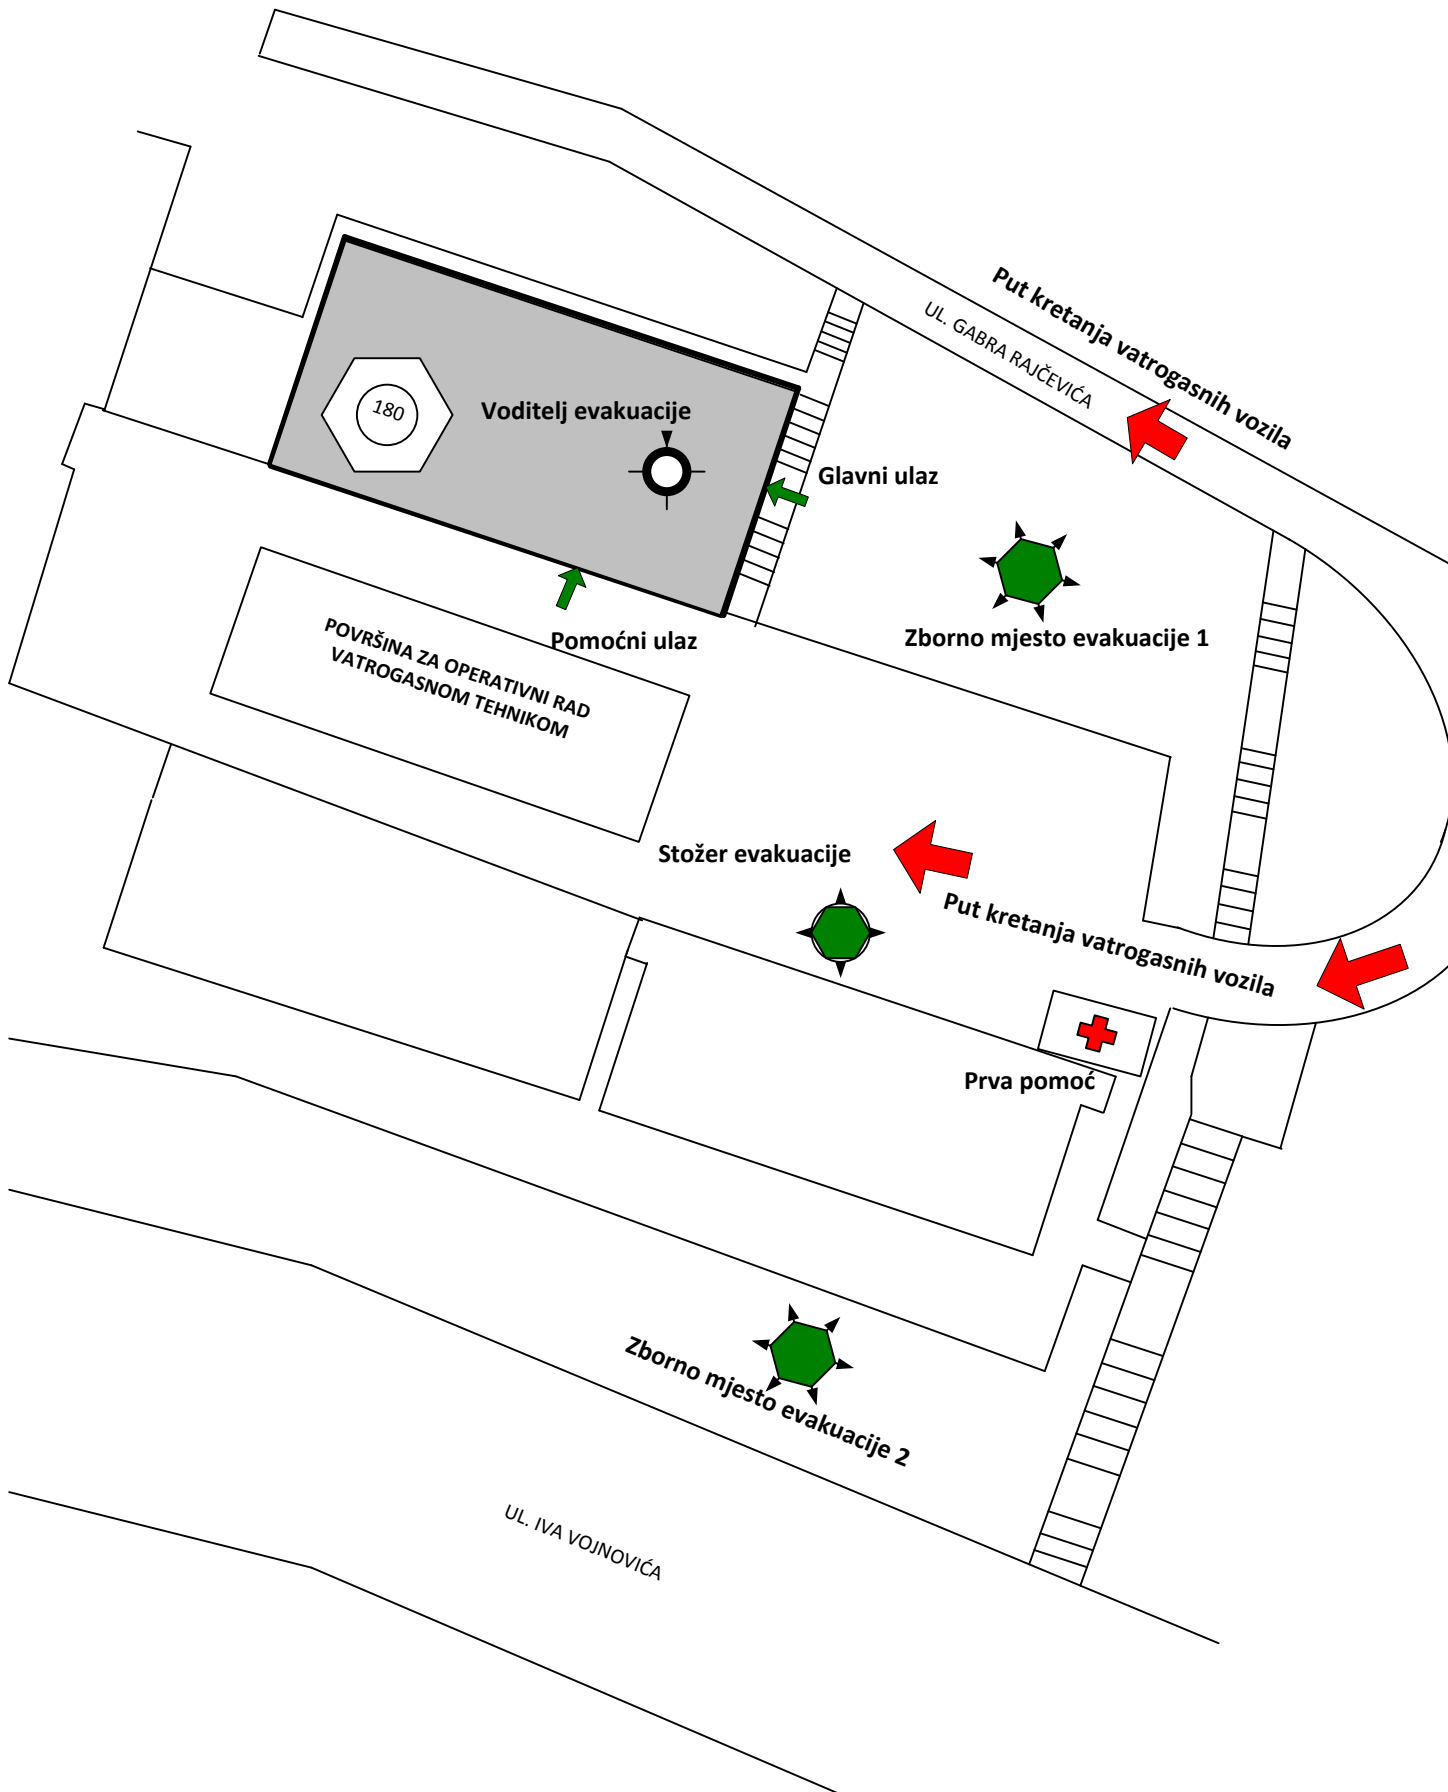 Put kretanja vatrogasnih vozila
UL. GABRA RAJČEVIĆA
180
Voditelj evakuacije
Glavni ulaz
Zborno mjesto evakuacije 1
Pomoćni ulaz
POVRŠINA ZA OPERATIVNI RAD
VATROGASNOM TEHNIKOM
Stožer evakuacije
Put kretanja vatrogasnih vozila
Prva pomoć
Zborno mjesto evakuacije 2
UL. IVA VOJNOVIĆA